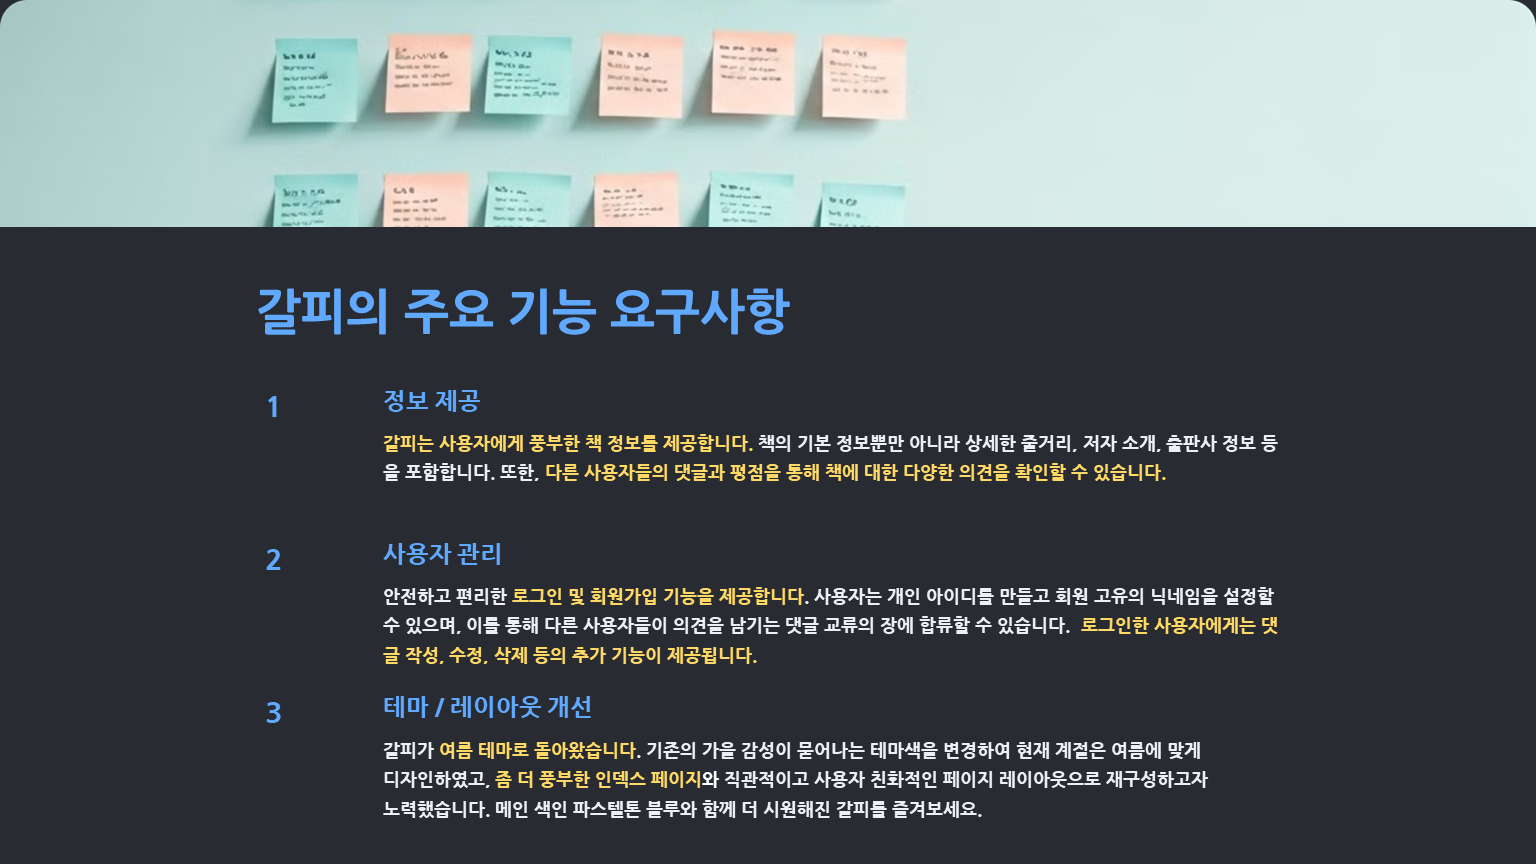 갈피의 주요 기능 요구사항
1
정보 제공
갈피는 사용자에게 풍부한 책 정보를 제공합니다. 책의 기본 정보뿐만 아니라 상세한 줄거리, 저자 소개, 출판사 정보 등
을 포함합니다. 또한, 다른 사용자들의 댓글과 평점을 통해 책에 대한 다양한 의견을 확인할 수 있습니다.
2
사용자 관리
안전하고 편리한 로그인 및 회원가입 기능을 제공합니다. 사용자는 개인 아이디를 만들고 회원 고유의 닉네임을 설정할
수 있으며, 이를 통해 다른 사용자들이 의견을 남기는 댓글 교류의 장에 합류할 수 있습니다. 로그인한 사용자에게는 댓
글 작성, 수정, 삭제 등의 추가 기능이 제공됩니다.
3
테마 / 레이아웃 개선
갈피가 여름 테마로 돌아왔습니다. 기존의 가을 감성이 묻어나는 테마색을 변경하여 현재 계절은 여름에 맞게
디자인하였고, 좀 더 풍부한 인덱스 페이지와 직관적이고 사용자 친화적인 페이지 레이아웃으로 재구성하고자
노력했습니다. 메인 색인 파스텔톤 블루와 함께 더 시원해진 갈피를 즐겨보세요.